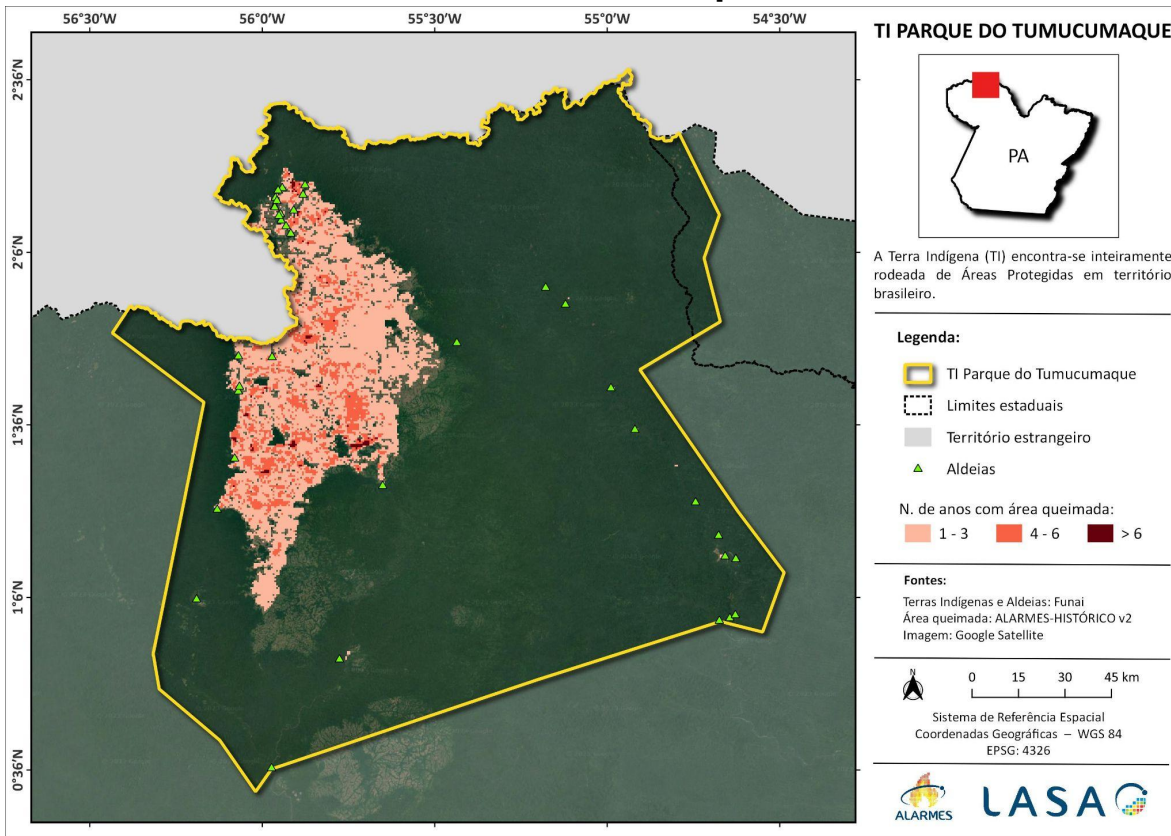 56°30'W 56°0'W 55°30'W 55°0'W 54°30'W
2°36'N
2°6'N
1°36'N
1°6'N
0°36'N
TI PARQUE DO TUMUCUMAQUE
PA
A Terra Indígena (TI) encontra-se inteiramente
rodeada de Áreas Protegidas em território
brasileiro.
Legenda:
TI Parque do Tumucumaque
Limites estaduais
Território estrangeiro
Aldeias
N. de anos com área queimada:
1 - 3 4 - 6 > 6
Fontes:
Terras Indígenas e Aldeias: Funai
Área queimada: ALARMES-HISTÓRICO v2
Imagem: Google Satellite
N
0 15 30 45 km
Sistema de Referência Espacial
Coordenadas Geográficas – WGS 84
EPSG: 4326
ALARMES
LASA